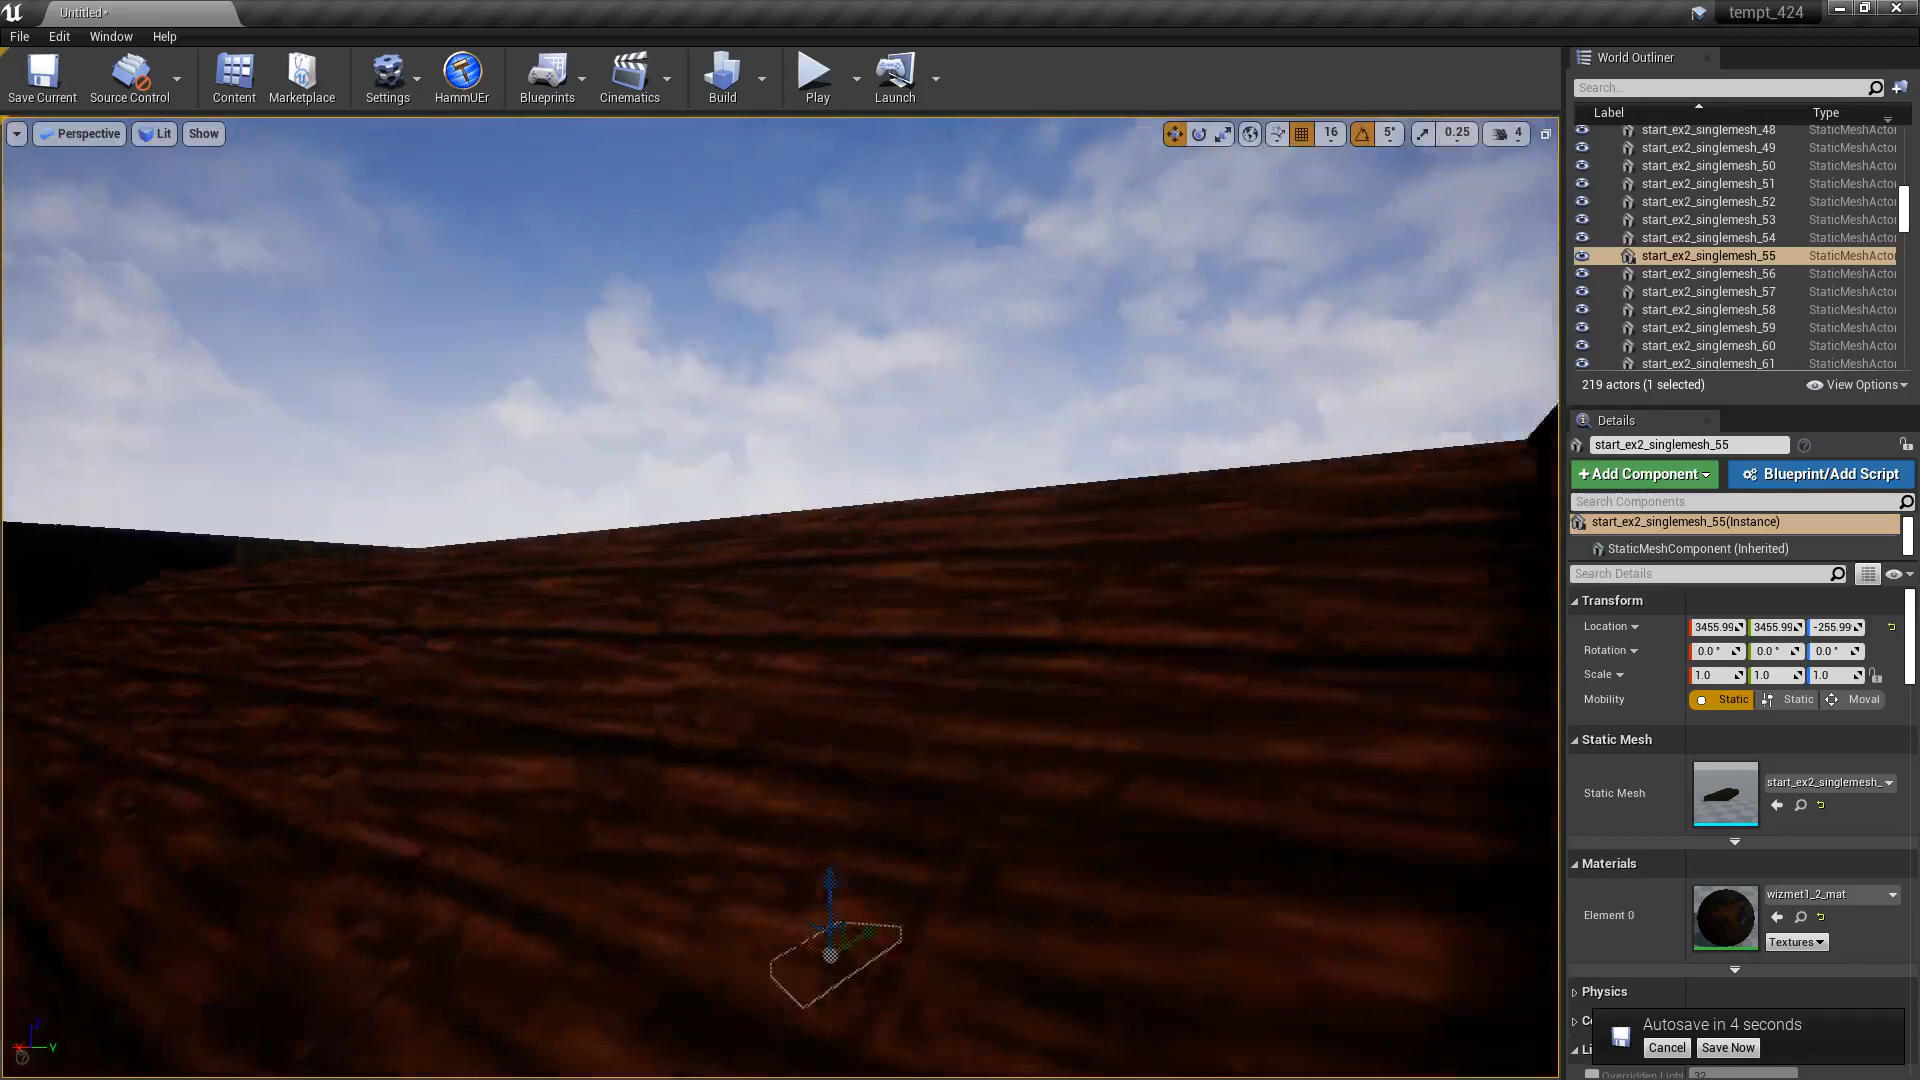 Untitled*
tempt_424
File Edit Window Help
Save Current
Source Control
Content
Marketplace
Settings
HammUEr
Blueprints
Cinematics
Build
Play
Launch
Perspective
Lit
Show
16
5°
0.25
4
World Outliner
Search...
Label Type
start_ex2_singlemesh_48 StaticMeshActor
start_ex2_singlemesh_49 StaticMeshActor
start_ex2_singlemesh_50 StaticMeshActor
start_ex2_singlemesh_51 StaticMeshActor
start_ex2_singlemesh_52 StaticMeshActor
start_ex2_singlemesh_53 StaticMeshActor
start_ex2_singlemesh_54 StaticMeshActor
start_ex2_singlemesh_55 StaticMeshActor
start_ex2_singlemesh_56 StaticMeshActor
start_ex2_singlemesh_57 StaticMeshActor
start_ex2_singlemesh_58 StaticMeshActor
start_ex2_singlemesh_59 StaticMeshActor
start_ex2_singlemesh_60 StaticMeshActor
start_ex2_singlemesh_61 StaticMeshActor
219 actors (1 selected)
View Options
Details
start_ex2_singlemesh_55
+Add Component
Blueprint/Add Script
Search Components
start_ex2_singlemesh_55(Instance)
StaticMeshComponent (Inherited)
Search Details
Transform
Location 3455.99 3455.99 -255.99
Rotation 0.0 ° 0.0 ° 0.0 °
Scale 1.0 1.0 1.0
Mobility Static Static Moval
Static Mesh
Static Mesh
start_ex2_singlemesh_
Materials
Element 0
wizmet1_2_mat
Textures
Physics
Autosave in 4 seconds
Cancel
Save Now
Overridden Light
32
Z
X
Y